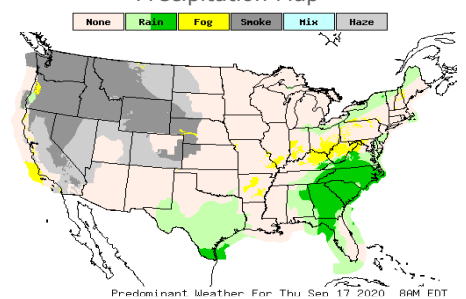 Precipitation Map
None Rain Fog Smoke Mix Haze
Predominant Weather For Thu Sep 17 2020 8AM EDT